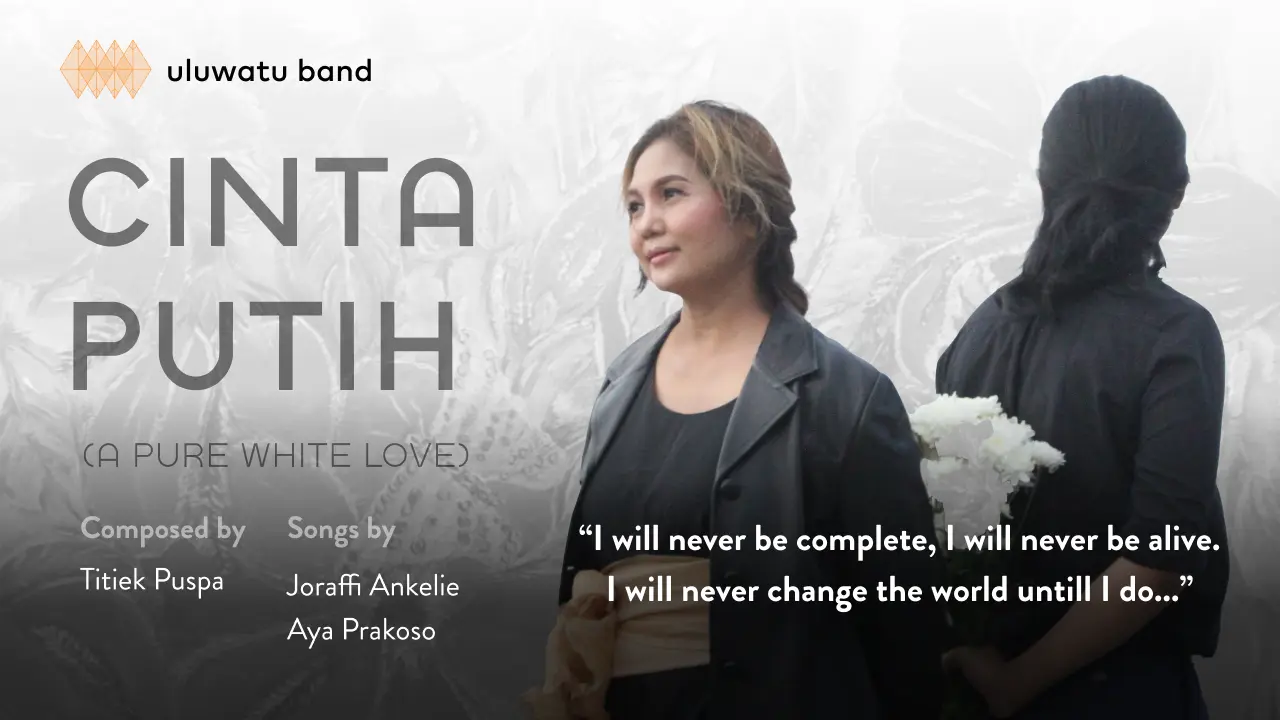 uluwatu band
CINTA
PUTIH
(A PURE WHITE LOVE)
Composed by
Titiek Puspa
Songs by
Joraffi Ankelie
Aya Prakoso
“I will never be complete, I will never be alive.
I will never change the world untill I do...”